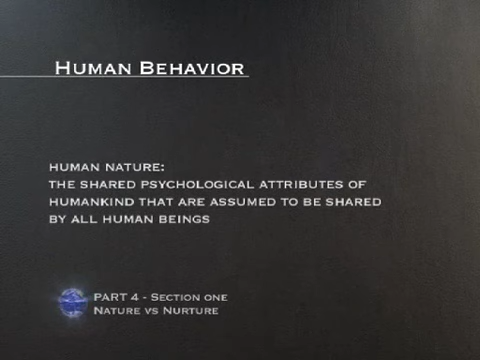 HUMAN BEHAVIOR
HUMAN NATURE:
THE SHARED PSYCHOLOGICAL ATTRIBUTES OF
HUMANKIND THAT ARE ASSUMED TO BE SHARED
BY ALL HUMAN BEINGS
PART 4 - SECTION ONE
NATURE VS NURTURE